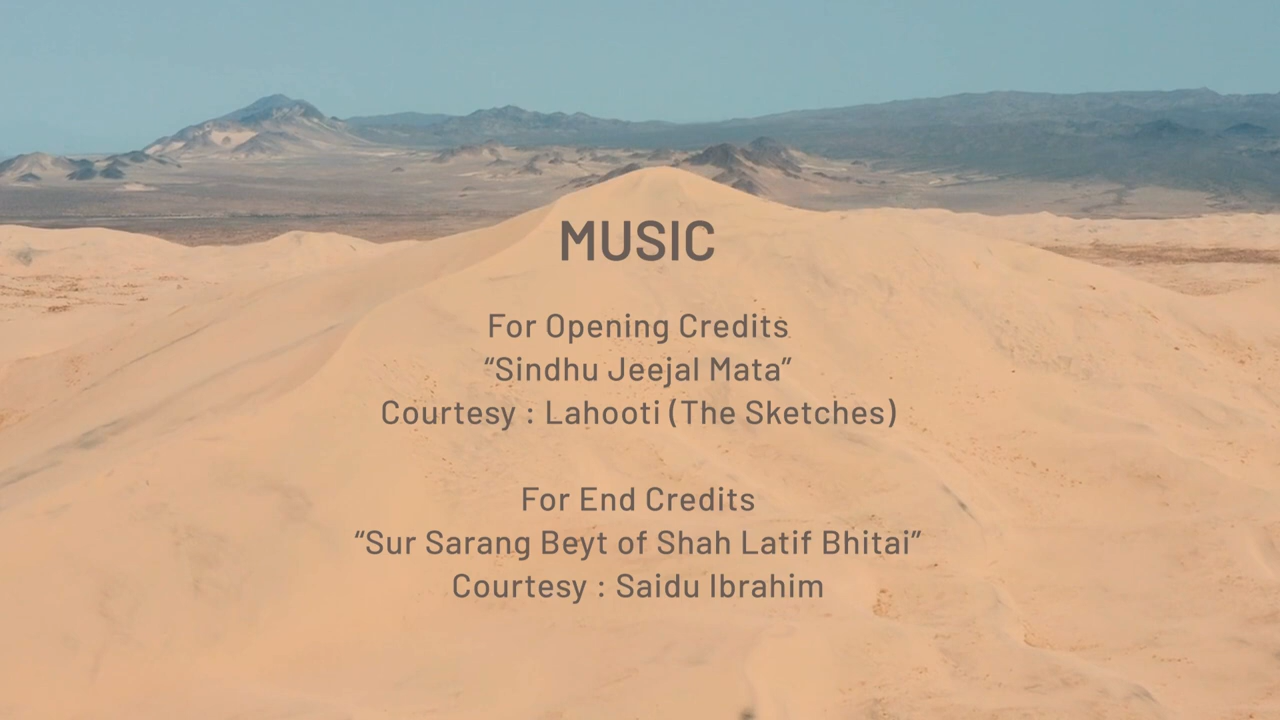 MUSIC
For Opening Credits
“Sindhu Jeejal Mata”
Courtesy : Lahooti (The Sketches)
For End Credits
“Sur Sarang Beyt of Shah Latif Bhitai”
Courtesy : Saidu Ibrahim